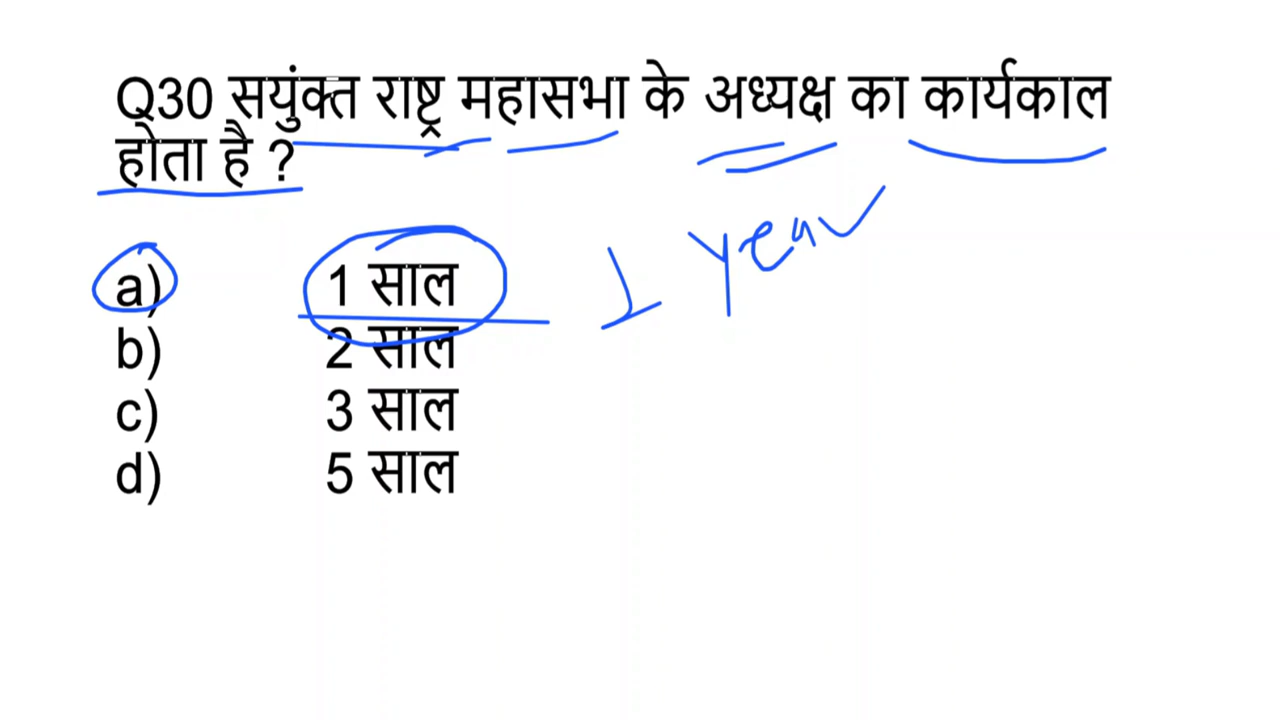 Q30 सयुंक्त राष्ट्र महासभा के अध्यक्ष का कार्यकाल
होता है ?
a) 1 साल 1 year
b) 2 साल
c) 3 साल
d) 5 साल